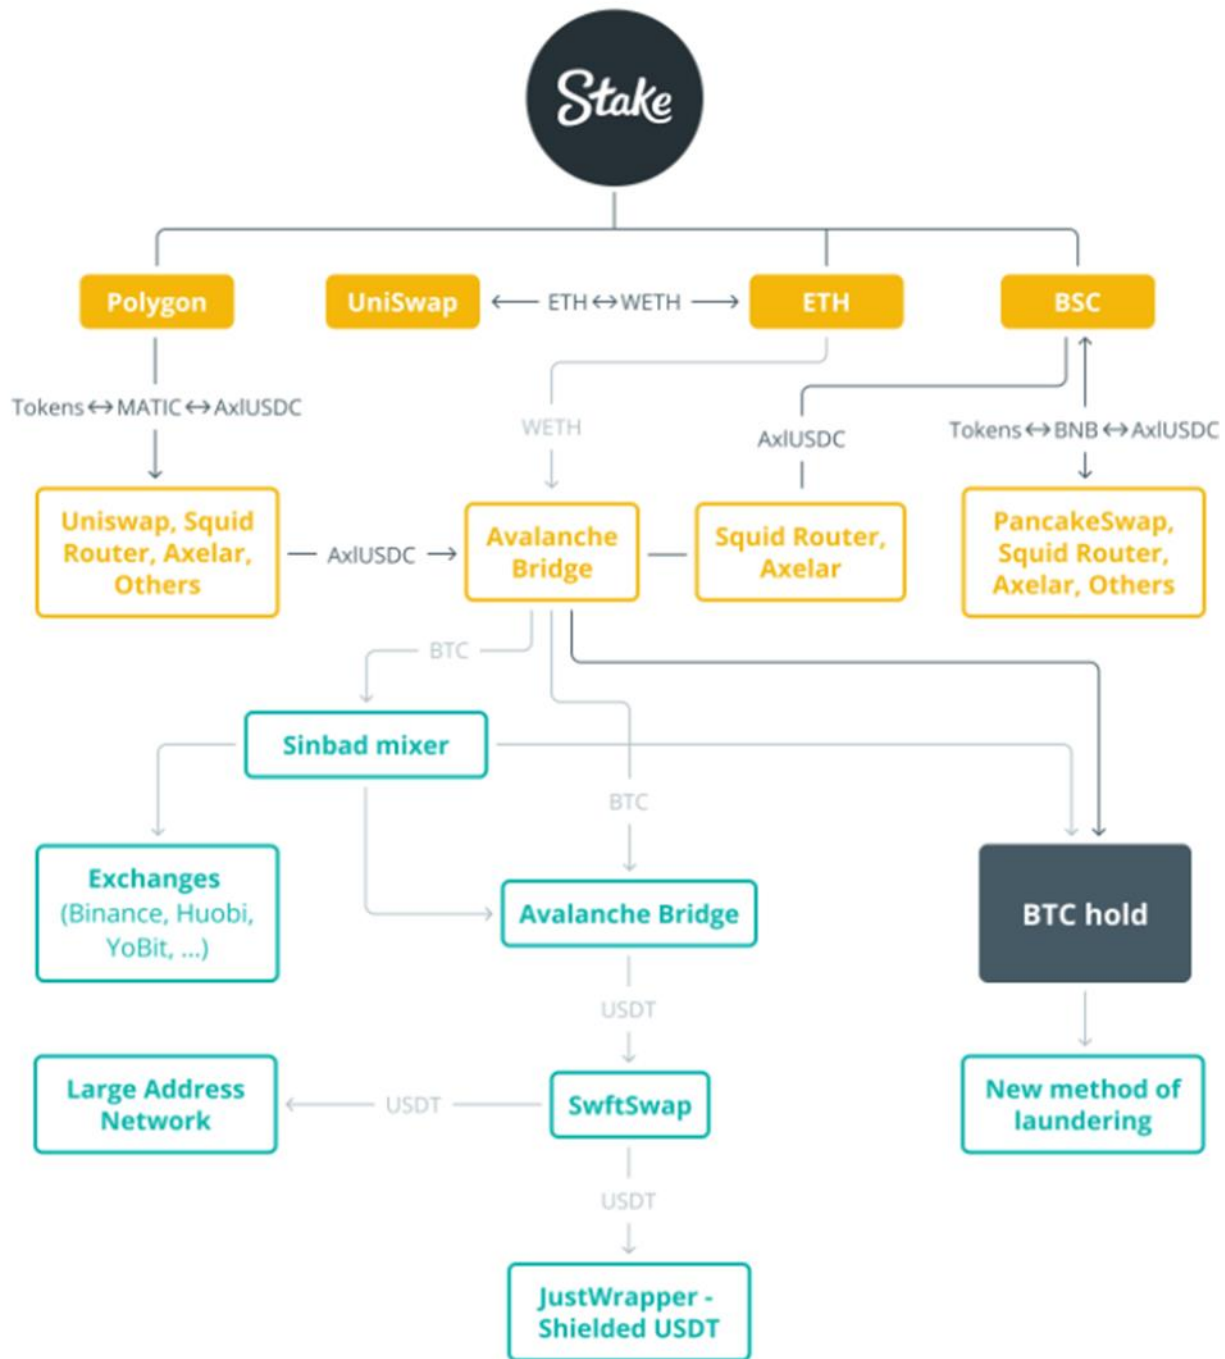 Stake
Polygon
UniSwap
ETH↔WETH
ETH
BSC
Tokens↔MATIC↔AxlUSDC
WETH
AxlUSDC
Tokens↔BNB↔AxlUSDC
Uniswap, Squid
Router, Axelar,
Others
AxlUSDC
Avalanche
Bridge
Squid Router,
Axelar
PancakeSwap,
Squid Router,
Axelar, Others
BTC
Sinbad mixer
BTC
Exchanges
(Binance, Huobi,
YoBit, ...)
Avalanche Bridge
BTC hold
USDT
Large Address
Network
USDT
SwftSwap
New method of
laundering
USDT
JustWrapper -
Shielded USDT